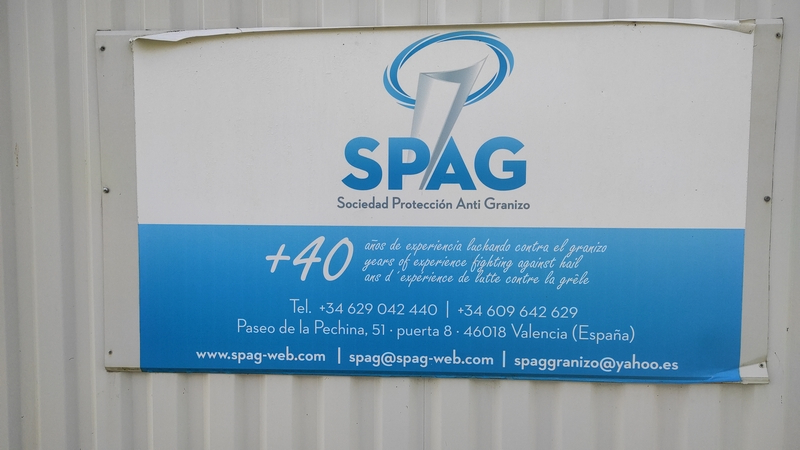 SPAG
Sociedad Protección Anti Granizo
+40
años de experiencia luchando contra el granizo
years of experience fighting against hail
ans d´experience de lutte contre la grêle
Tel. +34 629 042 440 | +34 609 642 629
Paseo de la Pechina, 51 · puerta 8 · 46018 Valencia (España)
www.spag-web.com | spag@spag-web.com | spaggranizo@yahoo.es